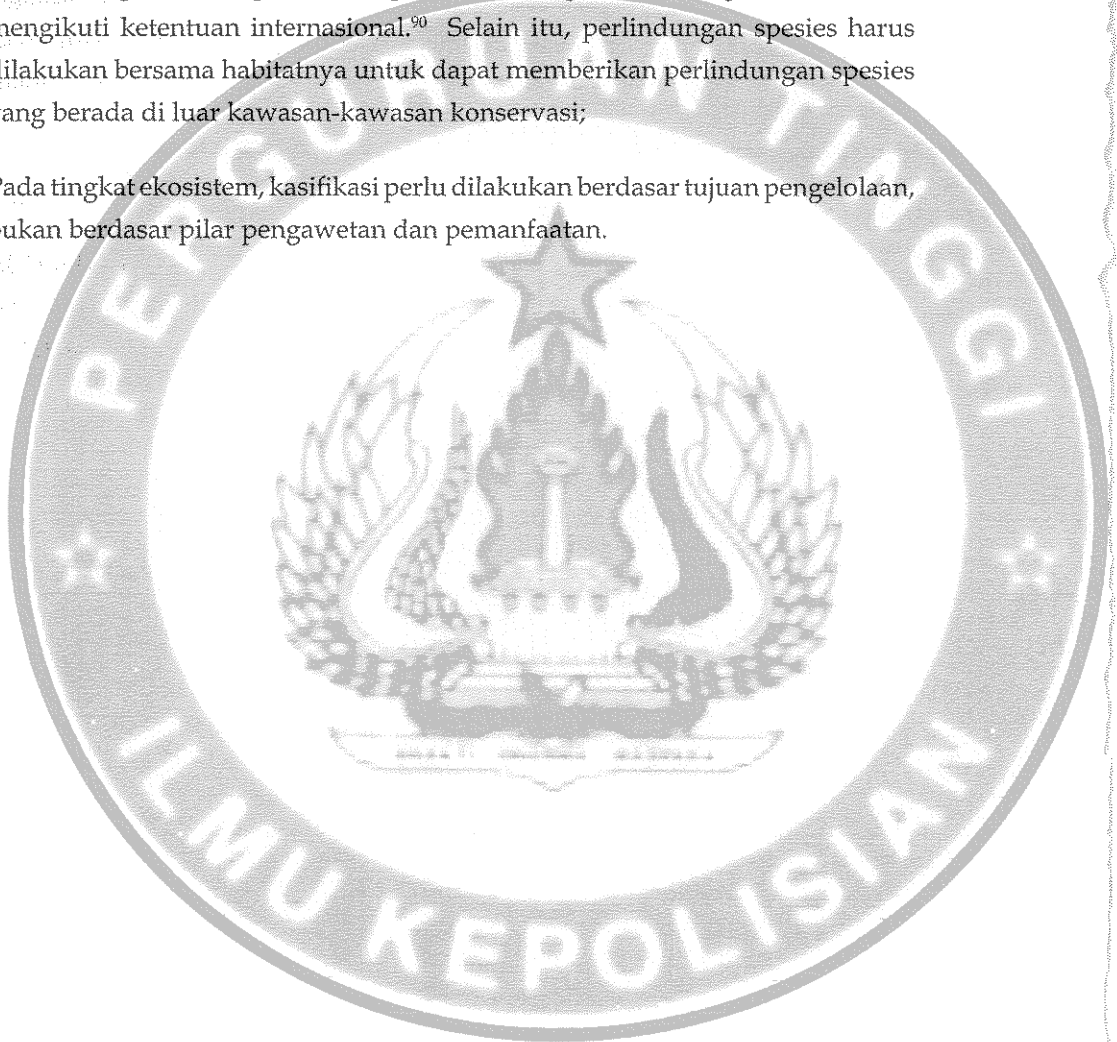 mengikuti ketentuan internasional.⁹⁰ Selain itu, perlindungan spesies harus
dilakukan bersama habitatnya untuk dapat memberikan perlindungan spesies
yang berada di luar kawasan-kawasan konservasi;
Pada tingkat ekosistem, kasifikasi perlu dilakukan berdasar tujuan pengelolaan,
bukan berdasar pilar pengawetan dan pemanfaatan.
PERGURUAN TINGGI
ILMU KEPOLISIAN